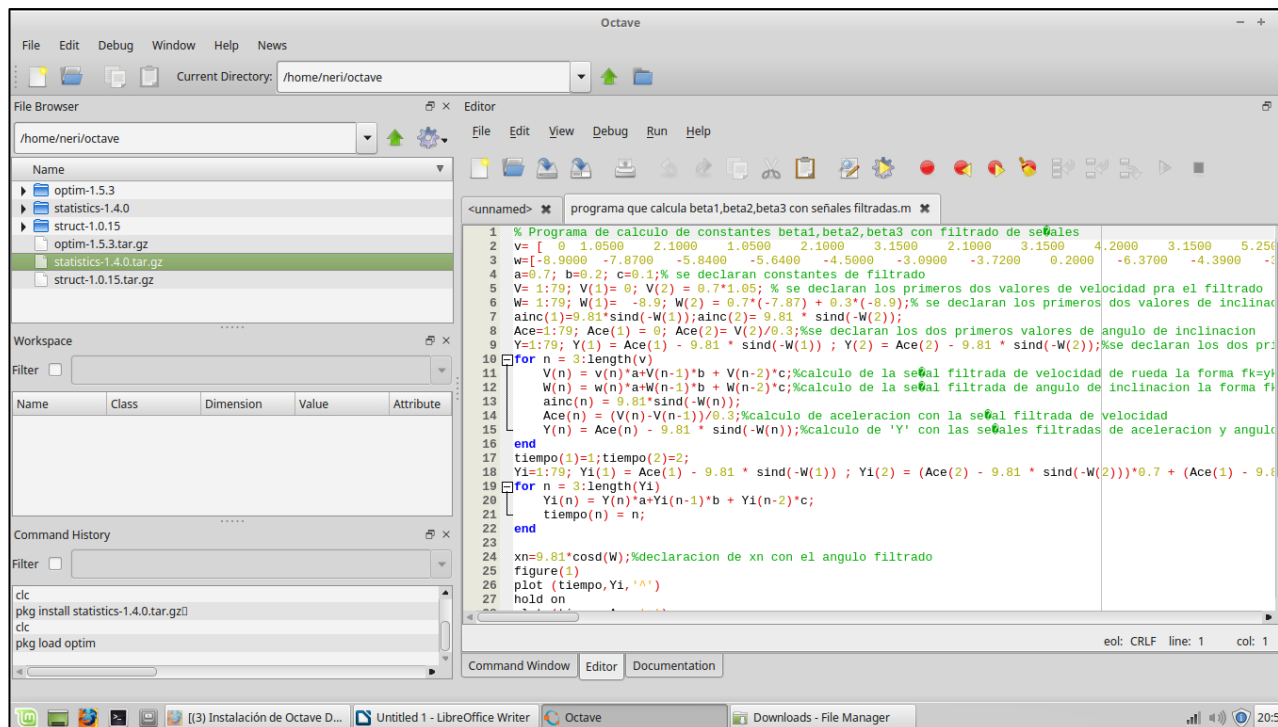 Octave
File Edit Debug Window Help News
Current Directory: /home/neri/octave
File Browser
/home/neri/octave
Name
optim-1.5.3
statistics-1.4.0
struct-1.0.15
optim-1.5.3.tar.gz
statistics-1.4.0.tar.gz
struct-1.0.15.tar.gz
Workspace
Filter
Name Class Dimension Value Attribute
Command History
Filter
clc
pkg install statistics-1.4.0.tar.gz
clc
pkg load optim
Editor
File Edit View Debug Run Help
<unnamed> programa que calcula beta1,beta2,beta3 con señales filtradas.m
1 % Programa de calculo de constantes beta1,beta2,beta3 con filtrado de se�ales
2 v= [ 0 1.0500 2.1000 1.0500 2.1000 3.1500 2.1000 3.1500 4.2000 3.1500 5.250
3 w=[-8.9000 -7.8700 -5.8400 -5.6400 -4.5000 -3.0900 -3.7200 0.2000 -6.3700 -4.3900
4 a=0.7; b=0.2; c=0.1;% se declaran constantes de filtrado
5 V= 1:79; V(1)= 0; V(2) = 0.7*1.05; % se declaran los primeros dos valores de velocidad pra el filtrado
6 W= 1:79; W(1)= -8.9; W(2) = 0.7*(-7.87) + 0.3*(-8.9);% se declaran los primeros dos valores de inclinac
7 ainc(1)=9.81*sind(-W(1));ainc(2)= 9.81 * sind(-W(2));
8 Ace=1:79; Ace(1) = 0; Ace(2)= V(2)/0.3;%se declaran los dos primeros valores de angulo de inclinacion
9 Y=1:79; Y(1) = Ace(1) - 9.81 * sind(-W(1)) ; Y(2) = Ace(2) - 9.81 * sind(-W(2));%se declaran los dos pri
10 for n = 3:length(v)
11 V(n) = v(n)*a+V(n-1)*b + V(n-2)*c;%calculo de la se�al filtrada de velocidad de rueda la forma fk=yk
12 W(n) = w(n)*a+W(n-1)*b + W(n-2)*c;%calculo de la se�al filtrada de angulo de inclinacion la forma fk
13 ainc(n) = 9.81*sind(-W(n));
14 Ace(n) = (V(n)-V(n-1))/0.3;%calculo de aceleracion con la se�al filtrada de velocidad
15 Y(n) = Ace(n) - 9.81 * sind(-W(n));%calculo de 'Y' con las se�ales filtradas de aceleracion y angulo
16 end
17 tiempo(1)=1;tiempo(2)=2;
18 Yi=1:79; Yi(1) = Ace(1) - 9.81 * sind(-W(1)) ; Yi(2) = (Ace(2) - 9.81 * sind(-W(2)))*0.7 + (Ace(1) - 9.8
19 for n = 3:length(Yi)
20 Yi(n) = Y(n)*a+Yi(n-1)*b + Yi(n-2)*c;
21 tiempo(n) = n;
22 end
23
24 xn=9.81*cosd(W);%declaracion de xn con el angulo filtrado
25 figure(1)
26 plot (tiempo,Yi,'^')
27 hold on
eol: CRLF line: 1 col: 1
Command Window Editor Documentation
[(3) Instalación de Octave D... Untitled 1 - LibreOffice Writer Octave Downloads - File Manager